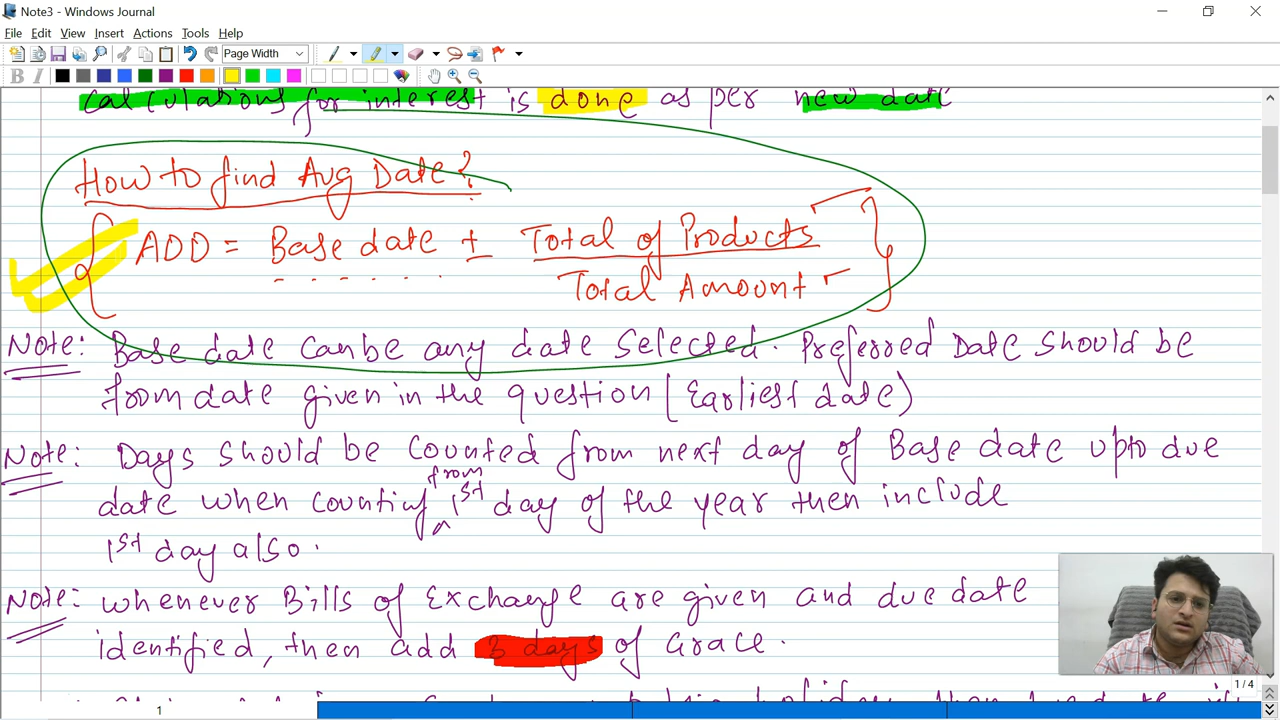 Note3 - Windows Journal
File Edit View Insert Actions Tools Help
Page Width
B I
calculations for interest is done as per new date
How to find Avg Date?
ADD = Base date ± Total of Products
Total Amount
Note: Base date canbe any date Selected. Preferred Date should be
from date given in the question (Earliest date)
Note: Days should be counted from next day of Base date upto due
from
date when counting 1st day of the year then include
1st day also.
Note: whenever Bills of Exchange are given and due date
identified, then add 3 days of Grace.
1/4
1